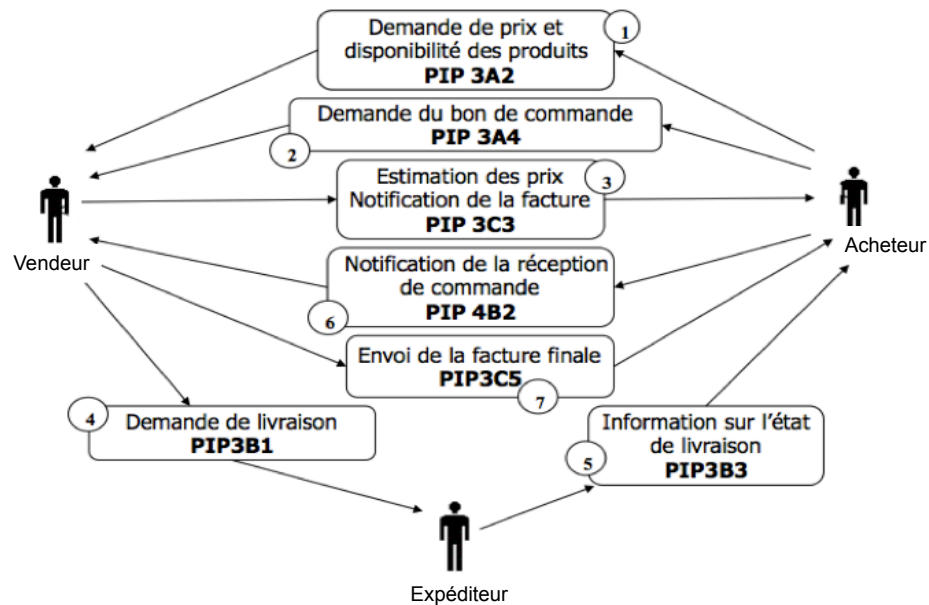 Demande de prix et
disponibilité des produits
PIP 3A2
1
Demande du bon de commande
PIP 3A4
2
Estimation des prix
Notification de la facture
PIP 3C3
3
Vendeur
Acheteur
Notification de la réception
de commande
PIP 4B2
6
Envoi de la facture finale
PIP3C5
7
4
Demande de livraison
PIP3B1
Information sur l'état
de livraison
PIP3B3
5
Expéditeur